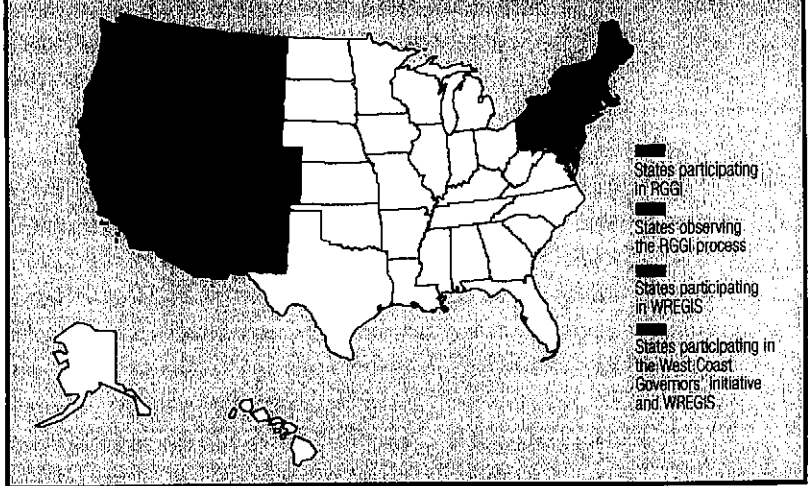 States participating
in RGGI
States observing
the RGGI process
States participating
in WREGIS
States participating in
the West Coast
Governors' initiative
and WREGIS